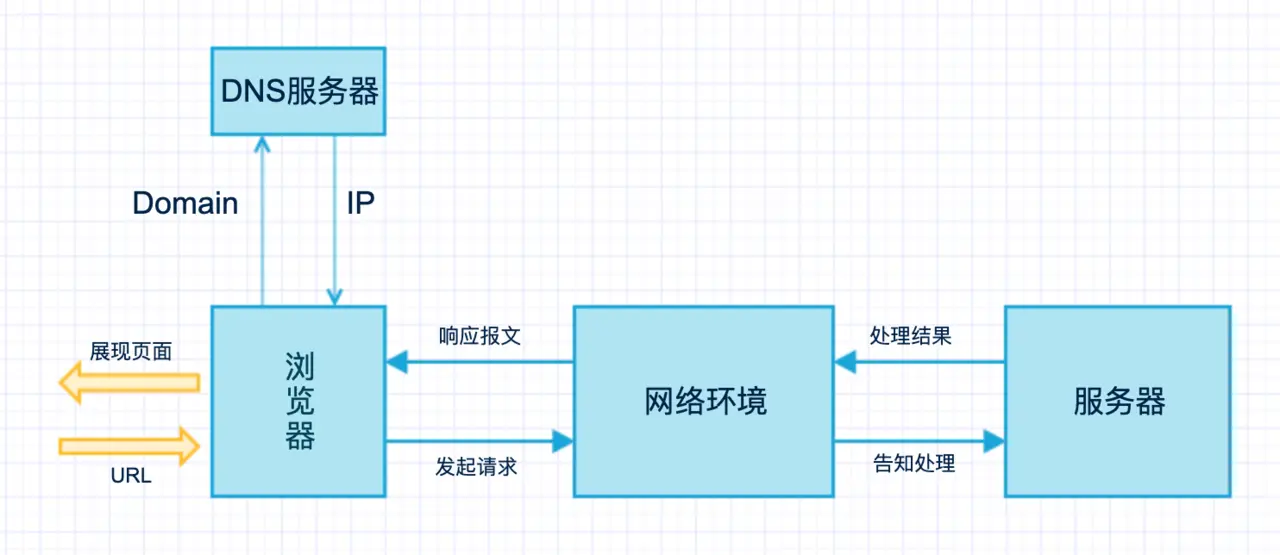 DNS服务器
Domain
IP
展现页面
URL
浏览器
响应报文
发起请求
网络环境
处理结果
告知处理
服务器